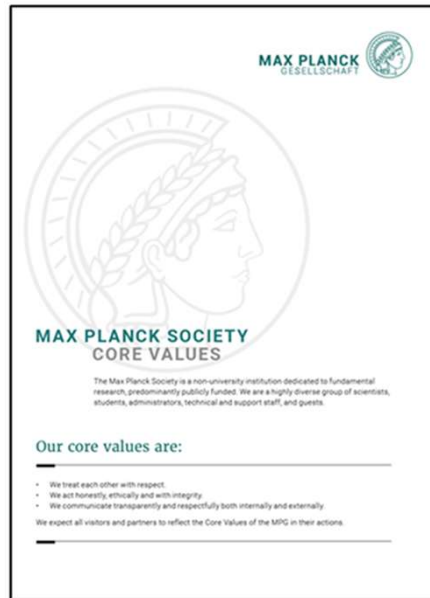 MAX PLANCK
GESELLSCHAFT
MAX PLANCK SOCIETY
CORE VALUES
The Max Planck Society is a non-university institution dedicated to fundamental
research, predominantly publicly funded. We are a highly diverse group of scientists,
students, administrators, technical and support staff, and guests.
Our core values are:
• We treat each other with respect.
• We act honestly, ethically and with integrity.
• We communicate transparently and respectfully both internally and externally.
We expect all visitors and partners to reflect the Core Values of the MPG in their actions.